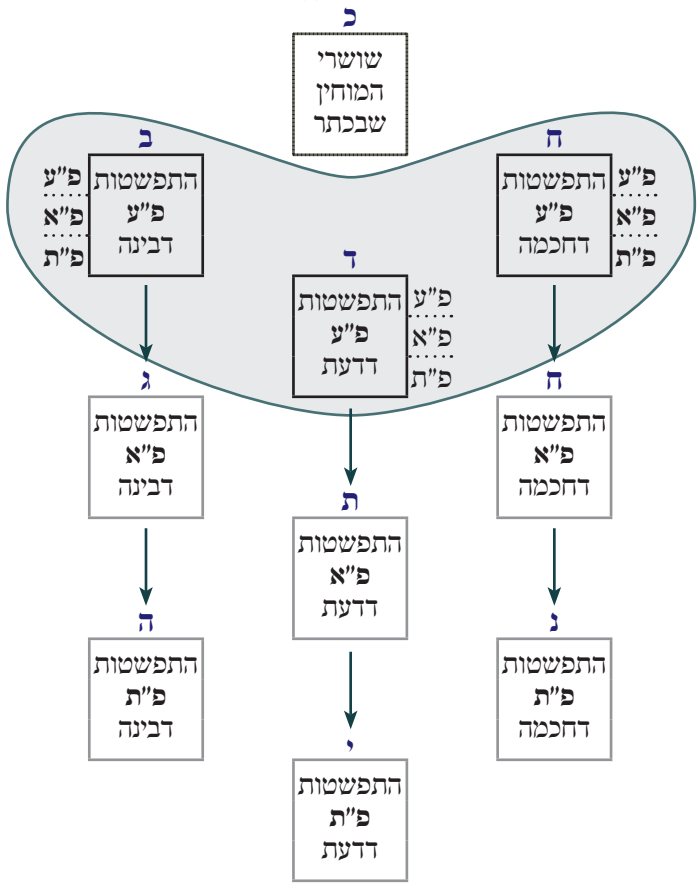 כ
שושרי
המוחין
שבכתר
ח
התפשטות
פ״ע
דחכמה
פ״ע
פ״א
פ״ת
ב
התפשטות
פ״ע
דבינה
פ״ע
פ״א
פ״ת
ד
התפשטות
פ״ע
דדעת
פ״ע
פ״א
פ״ת
ח
התפשטות
פ״א
דחכמה
ג
התפשטות
פ״א
דבינה
ת
התפשטות
פ״א
דדעת
נ
התפשטות
פ״ת
דחכמה
ה
התפשטות
פ״ת
דבינה
י
התפשטות
פ״ת
דדעת